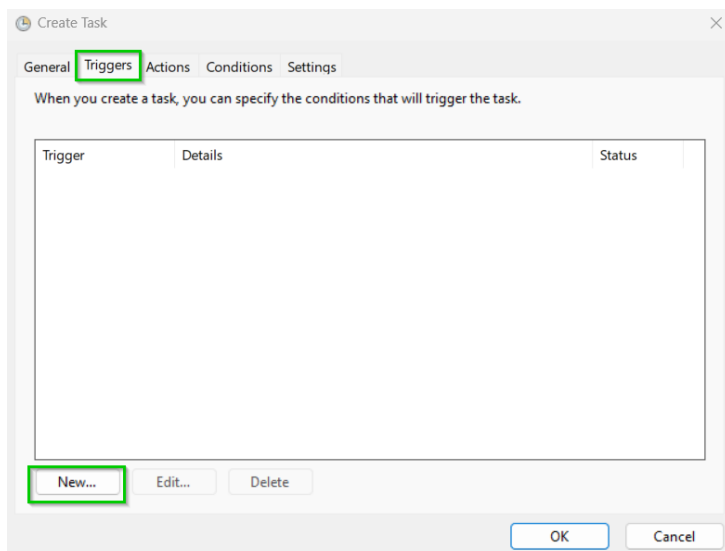 Create Task
General Triggers Actions Conditions Settings
When you create a task, you can specify the conditions that will trigger the task.
Trigger Details Status
New... Edit... Delete
OK Cancel